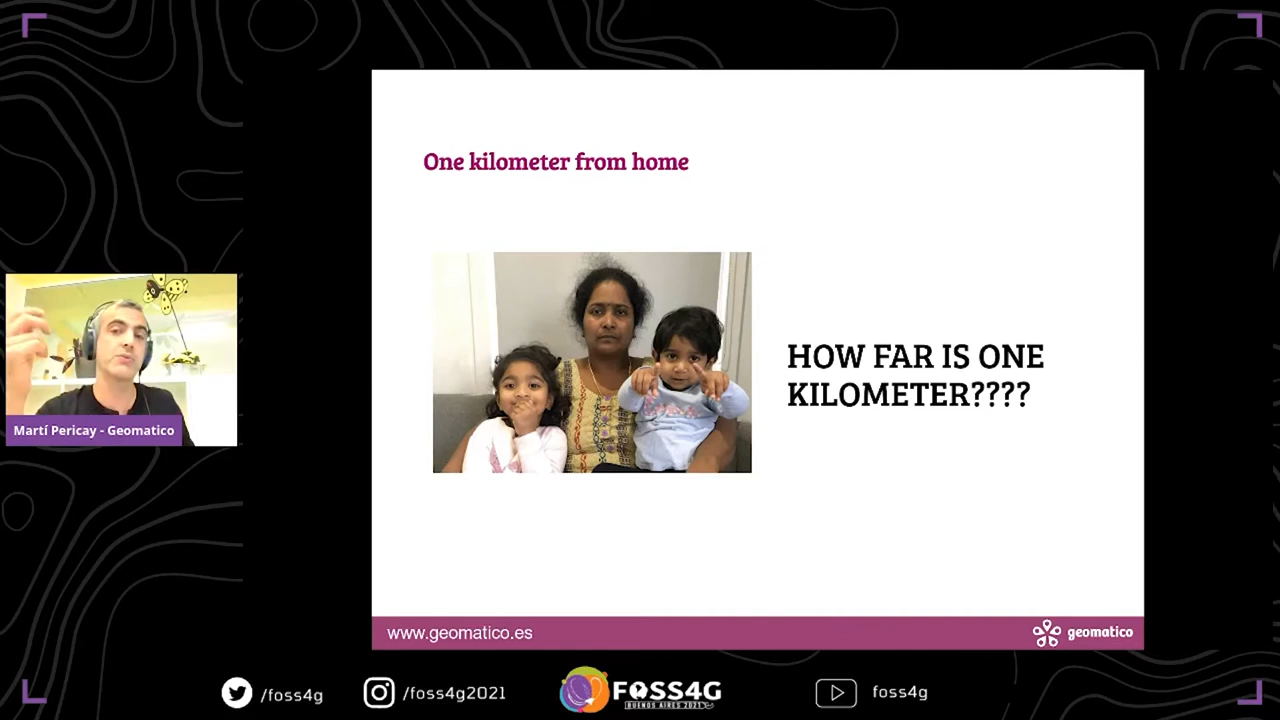 One kilometer from home
HOW FAR IS ONE
KILOMETER????
Martí Pericay - Geomatico
www.geomatico.es
geomatico
/foss4g
/foss4g2021
FOSS4G
BUENOS AIRES 2021
foss4g